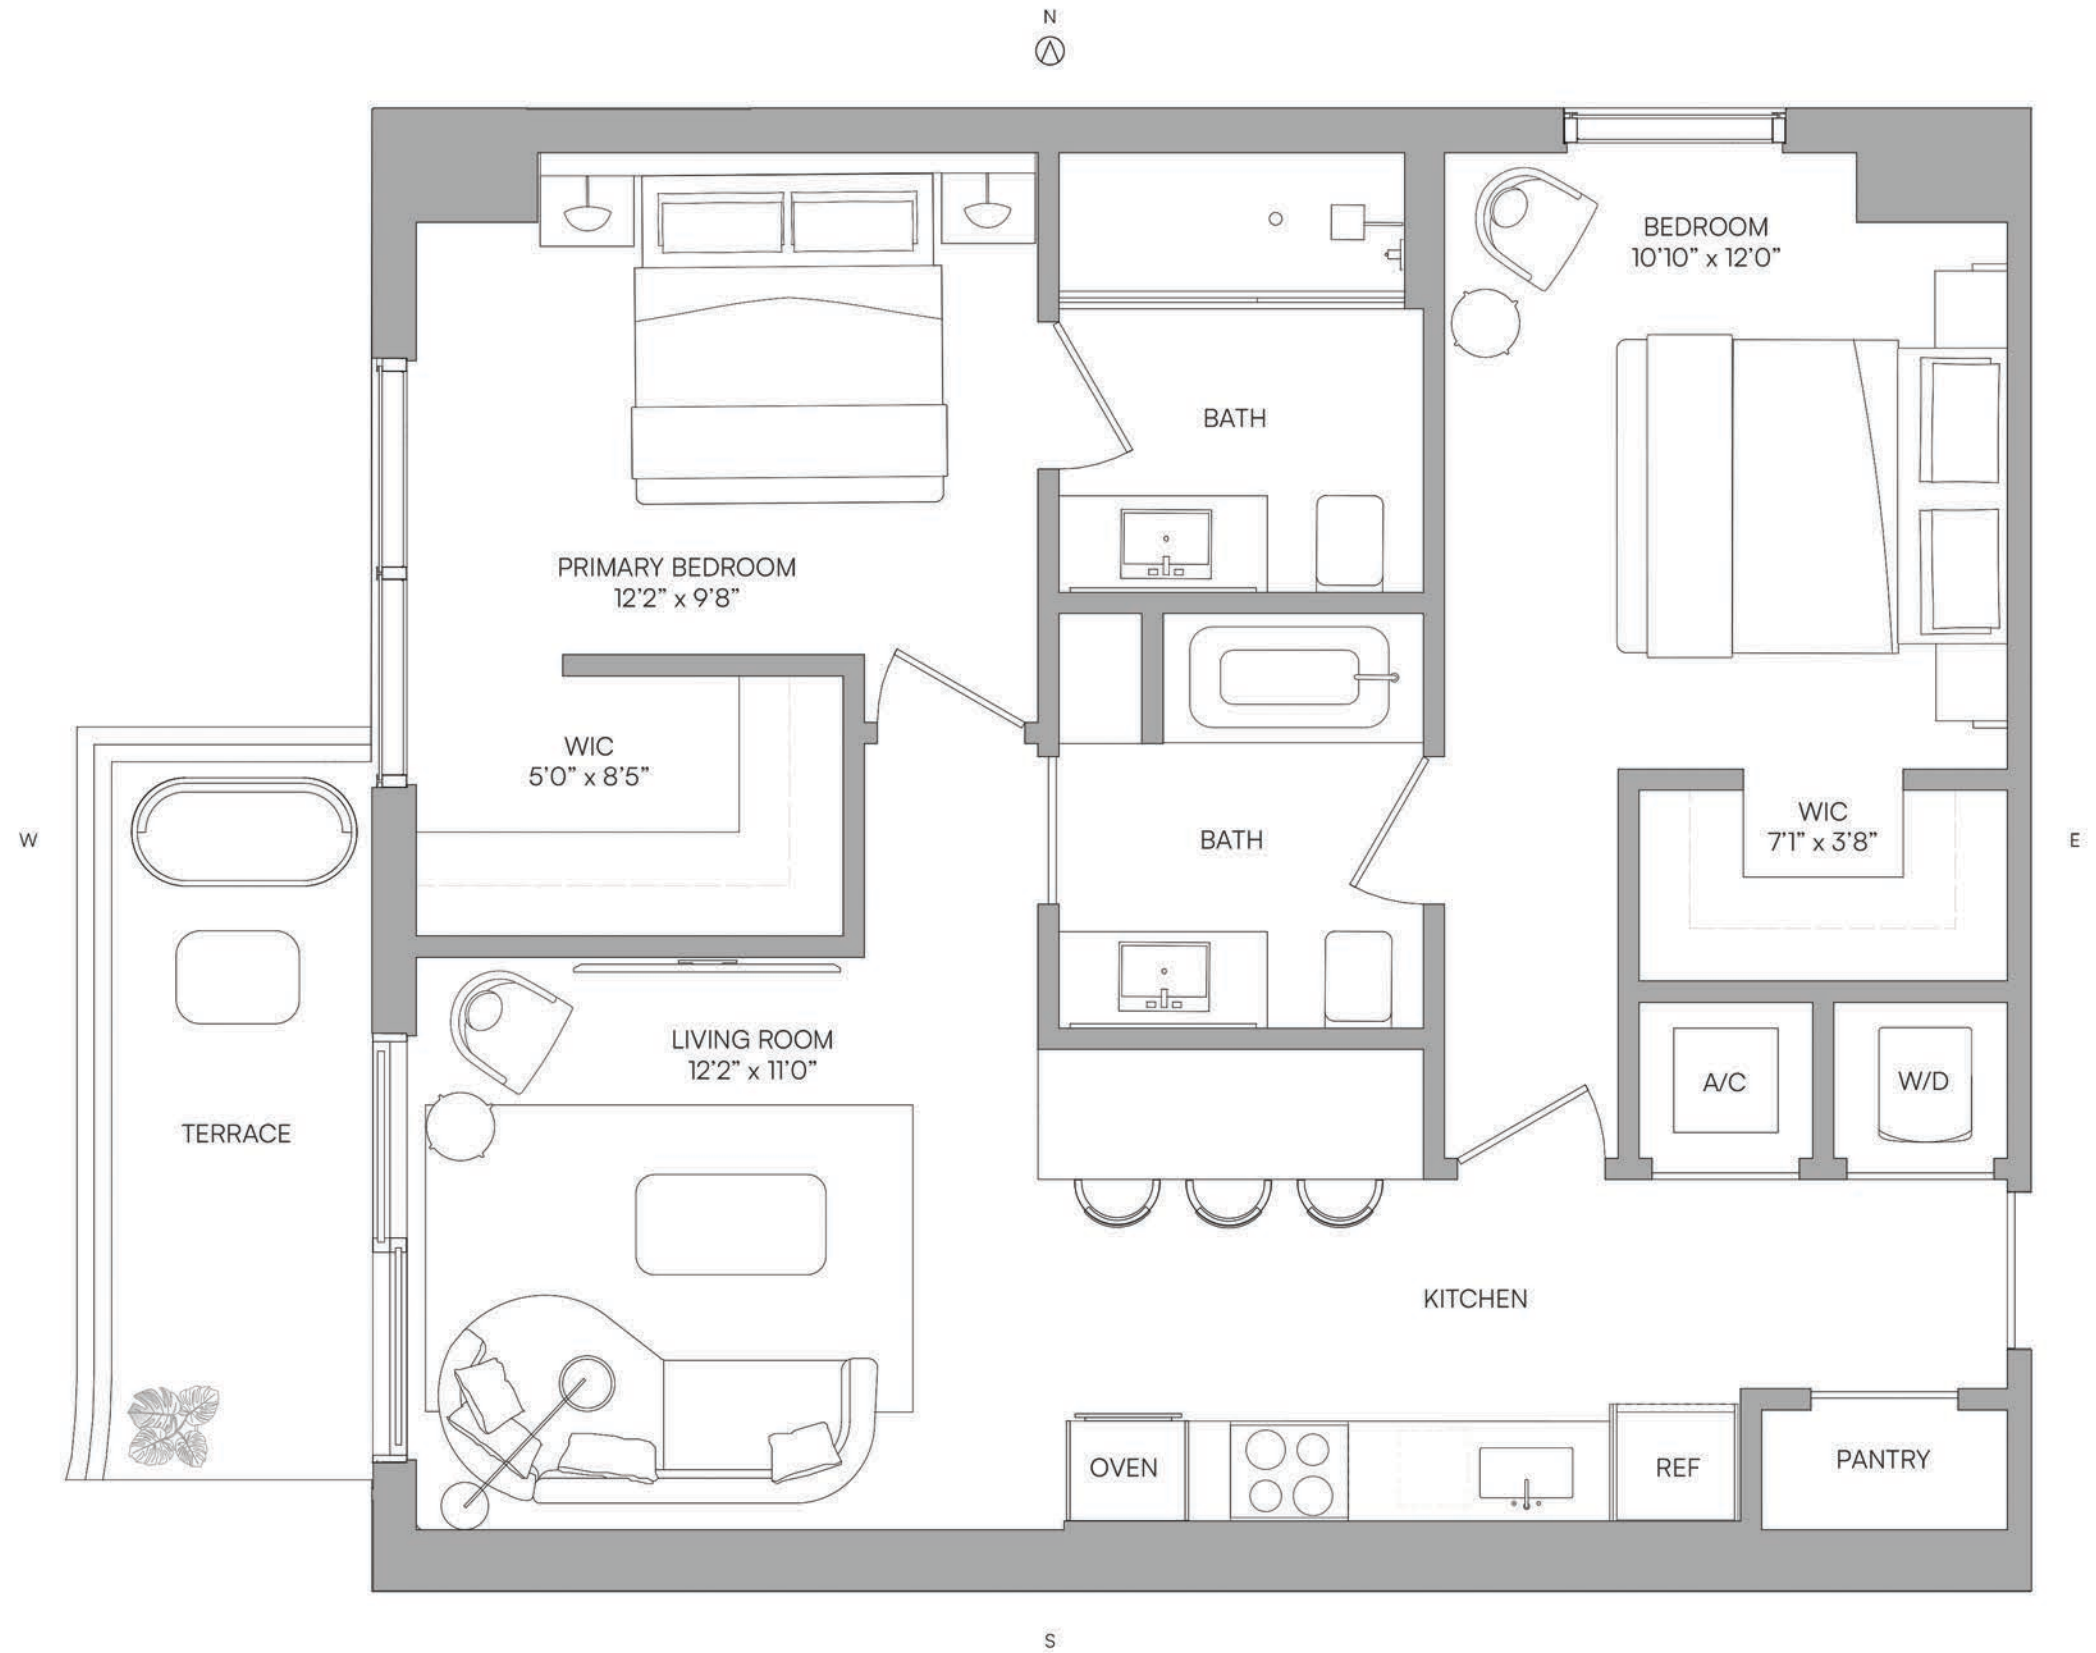 N
BEDROOM
10'10" x 12'0"
BATH
PRIMARY BEDROOM
12'2" x 9'8"
WIC
5'0" x 8'5"
WIC
7'1" x 3'8"
W
BATH
E
LIVING ROOM
12'2" x 11'0"
A/C
W/D
TERRACE
KITCHEN
OVEN
REF
PANTRY
S